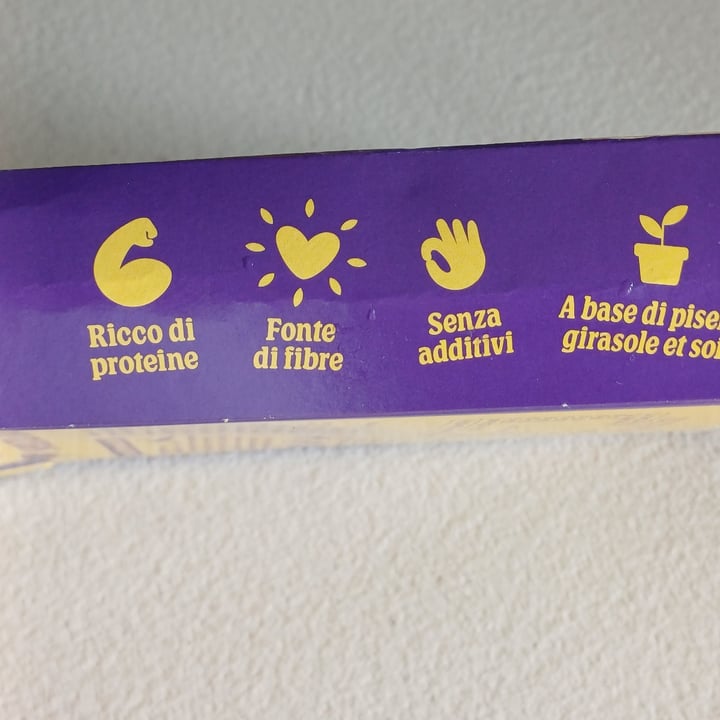 Ricco di
proteine
Fonte
di fibre
Senza
additivi
A base di
girasole et